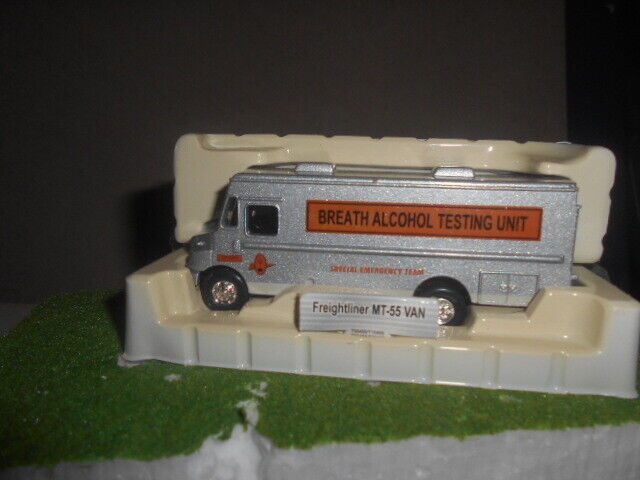 BREATH ALCOHOL TESTING UNIT
SPECIAL EMERGENCY TEAM
Freightliner MT-55 VAN